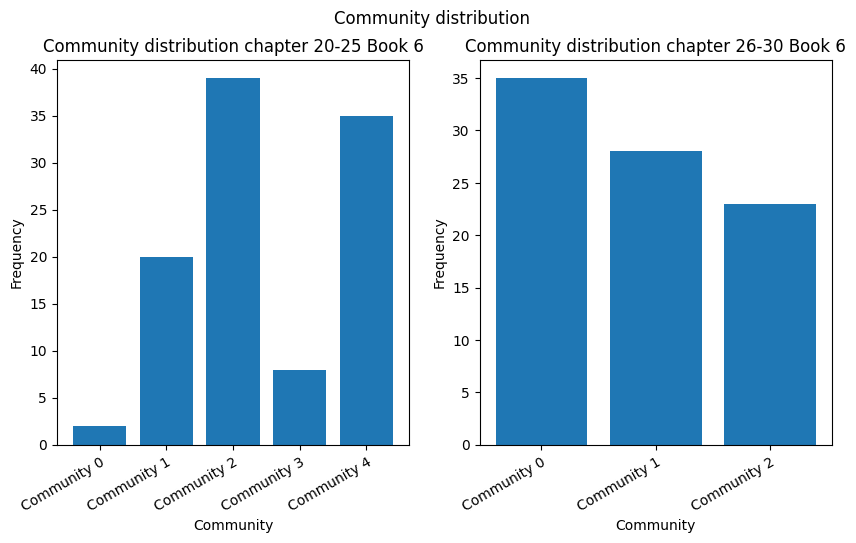 Community distribution
Community distribution chapter 20-25 Book 6
40
35
30
25
20
15
10
5
0
Frequency
Community 0
Community 1
Community 2
Community 3
Community 4
Community
Community distribution chapter 26-30 Book 6
35
30
25
20
15
10
5
0
Frequency
Community 0
Community 1
Community 2
Community